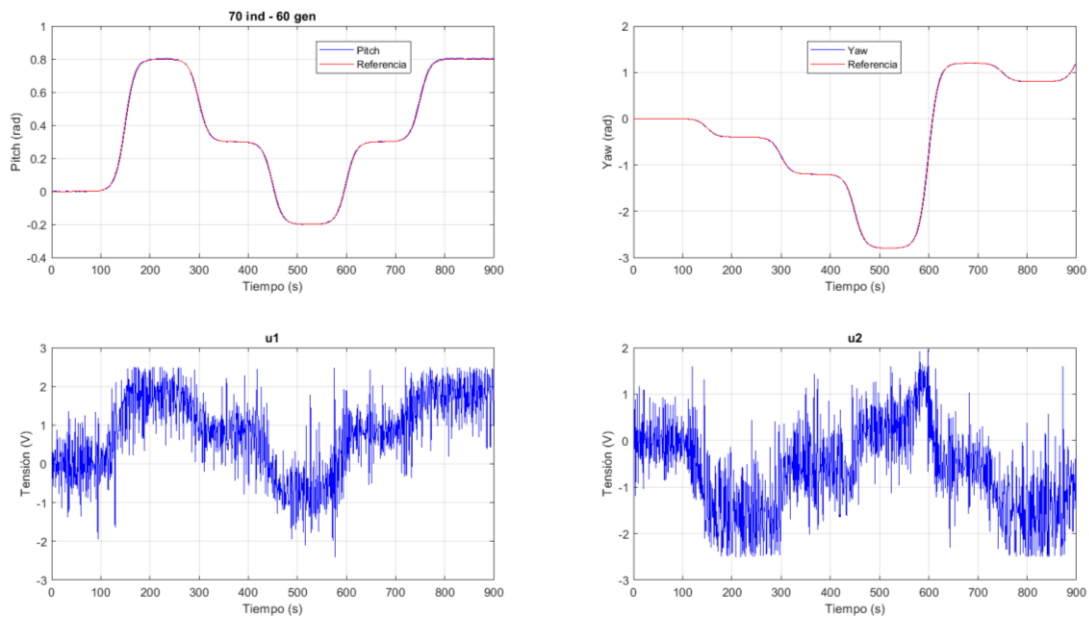 70 ind - 60 gen
1
0.8
0.6
0.4
0.2
0
-0.2
-0.4
Pitch (rad)
Pitch
Referencia
0 100 200 300 400 500 600 700 800 900
Tiempo (s)
2
1
0
-1
-2
-3
Yaw (rad)
Yaw
Referencia
0 100 200 300 400 500 600 700 800 900
Tiempo (s)
u1
3
2
1
0
-1
-2
-3
Tensión (V)
0 100 200 300 400 500 600 700 800 900
Tiempo (s)
u2
2
1
0
-1
-2
-3
Tensión (V)
0 100 200 300 400 500 600 700 800 900
Tiempo (s)